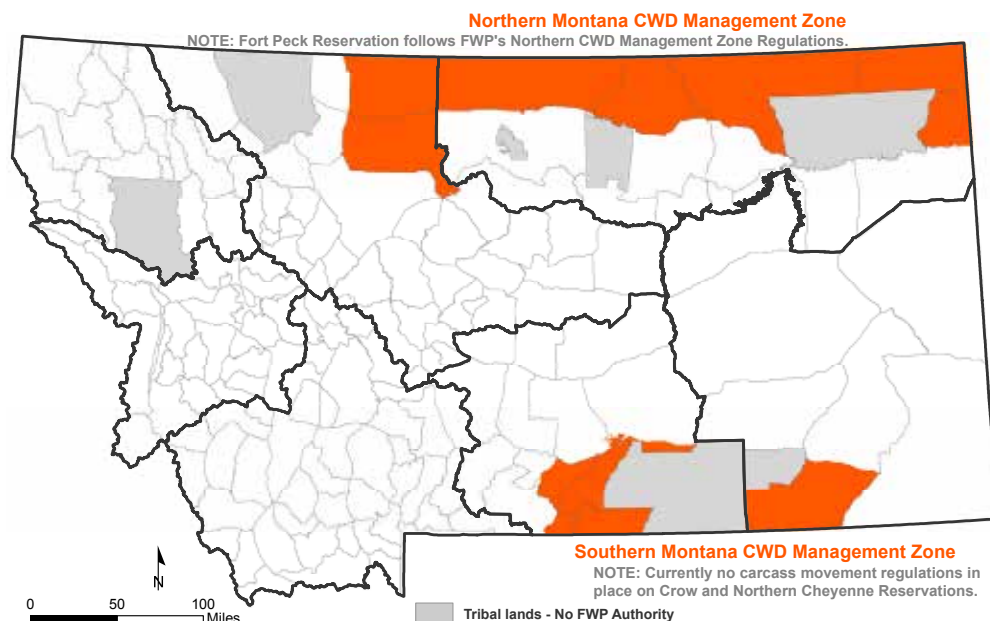 Northern Montana CWD Management Zone
NOTE: Fort Peck Reservation follows FWP's Northern CWD Management Zone Regulations.
Southern Montana CWD Management Zone
NOTE: Currently no carcass movement regulations in
place on Crow and Northern Cheyenne Reservations.
N
0 50 100
Miles
Tribal lands - No FWP Authority